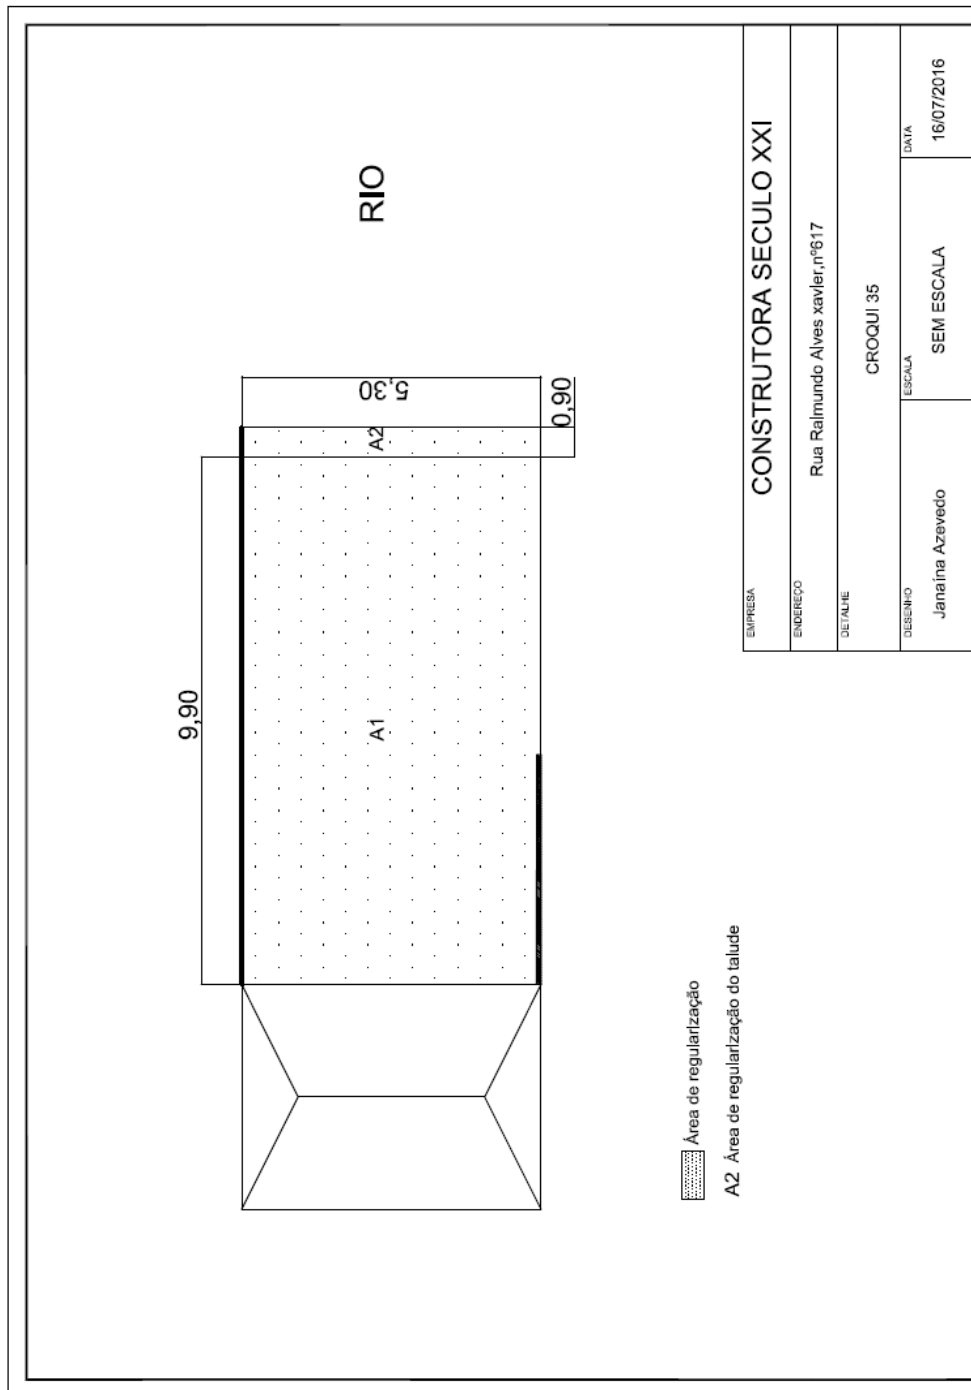 RIO
5,30
0,90
A2
9,90
A1
Área de regularização
A2 Área de regularização do talude
EMPRESA
CONSTRUTORA SECULO XXI
ENDEREÇO
Rua Raimundo Alves xavier,nº617
DETALHE
CROQUI 35
DESENHO
Janaína Azevedo
ESCALA
SEM ESCALA
DATA
16/07/2016